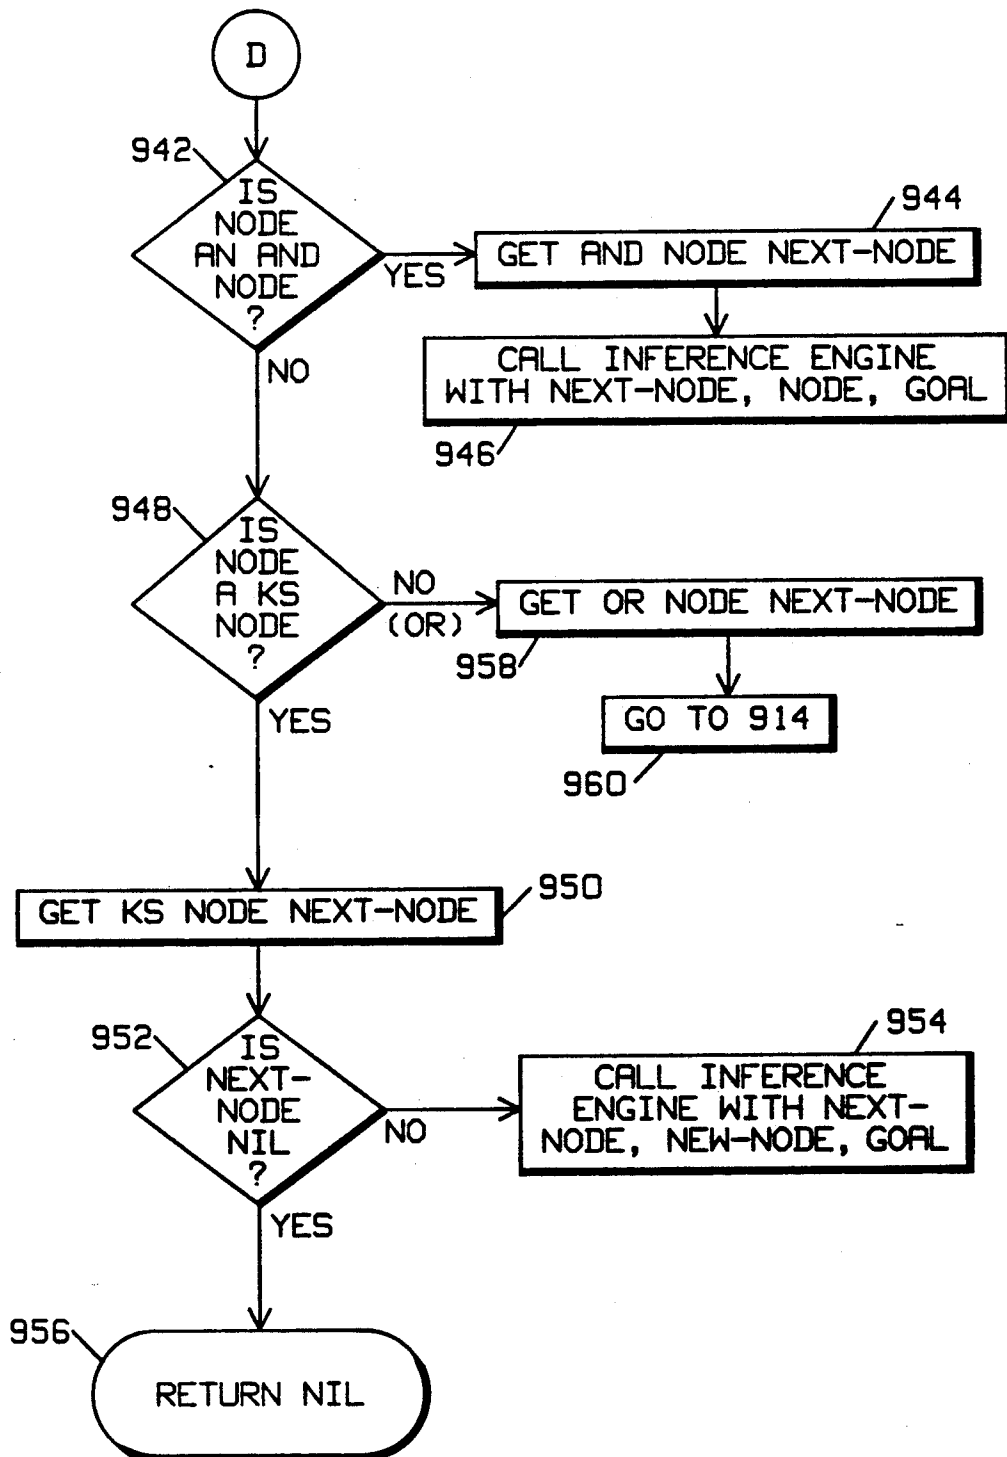 D
942
IS
NODE
AN AND
NODE
?
YES
944
GET AND NODE NEXT-NODE
CALL INFERENCE ENGINE
WITH NEXT-NODE, NODE, GOAL
946
NO
948
IS
NODE
A KS
NODE
?
NO
(OR)
GET OR NODE NEXT-NODE
958
GO TO 914
960
YES
GET KS NODE NEXT-NODE
950
952
IS
NEXT-
NODE
NIL
?
NO
954
CALL INFERENCE
ENGINE WITH NEXT-
NODE, NEW-NODE, GOAL
YES
956
RETURN NIL